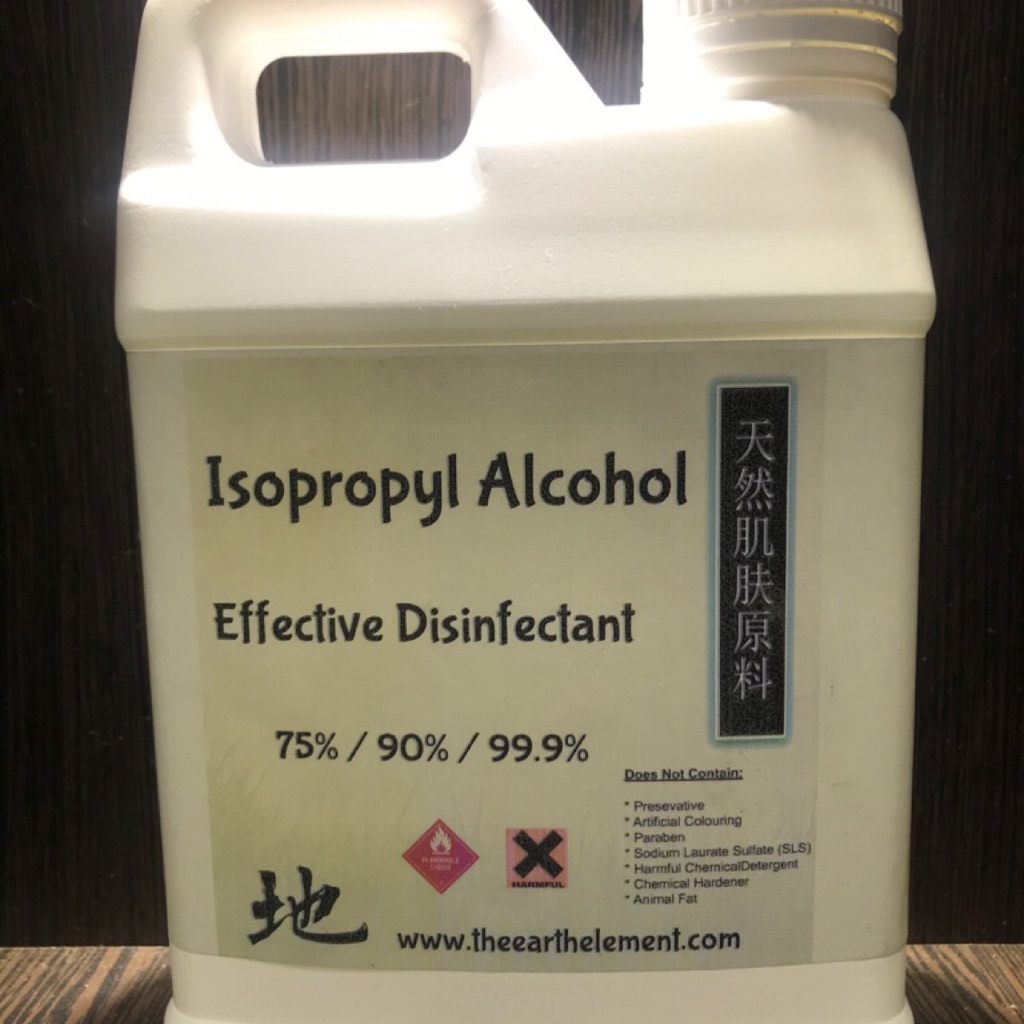 Isopropyl Alcohol
天然肌肤原料
Effective Disinfectant
75% / 90% / 99.9%
Does Not Contain:
* Presevative
* Artificial Colouring
* Paraben
* Sodium Laurate Sulfate (SLS)
* Harmful ChemicalDetergent
* Chemical Hardener
* Animal Fat
FLAMMABLE
LIQUID
HARMFUL
地
www.theearthelement.com